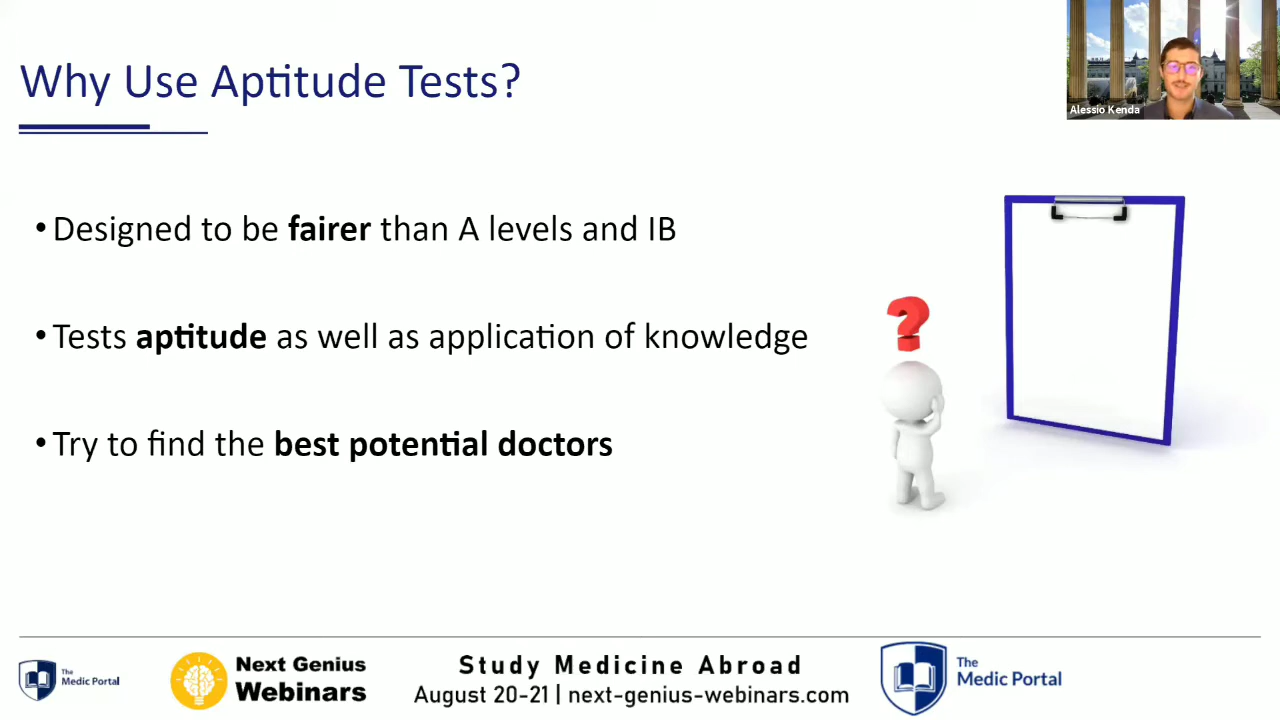 Why Use Aptitude Tests?
Alessio Kenda
• Designed to be fairer than A levels and IB
?
• Tests aptitude as well as application of knowledge
• Try to find the best potential doctors
The
Medic Portal
Next Genius
Webinars
Study Medicine Abroad
August 20-21 | next-genius-webinars.com
The
Medic Portal